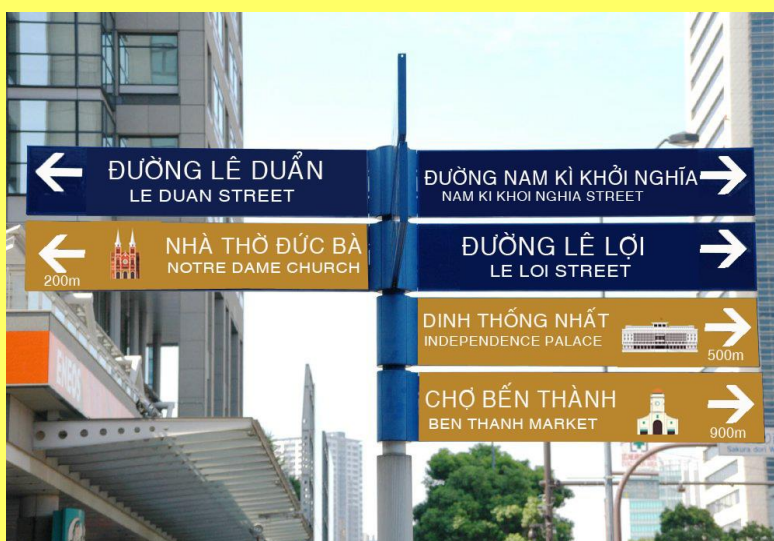 ĐƯỜNG LÊ DUẨN
LE DUAN STREET
NHÀ THỜ ĐỨC BÀ
NOTRE DAME CHURCH
200m
ĐƯỜNG NAM KÌ KHỞI NGHĨA
NAM KI KHOI NGHIA STREET
ĐƯỜNG LÊ LỢI
LE LOI STREET
DINH THỐNG NHẤT
INDEPENDENCE PALACE
500m
CHỢ BẾN THÀNH
BEN THANH MARKET
900m
ENEOS